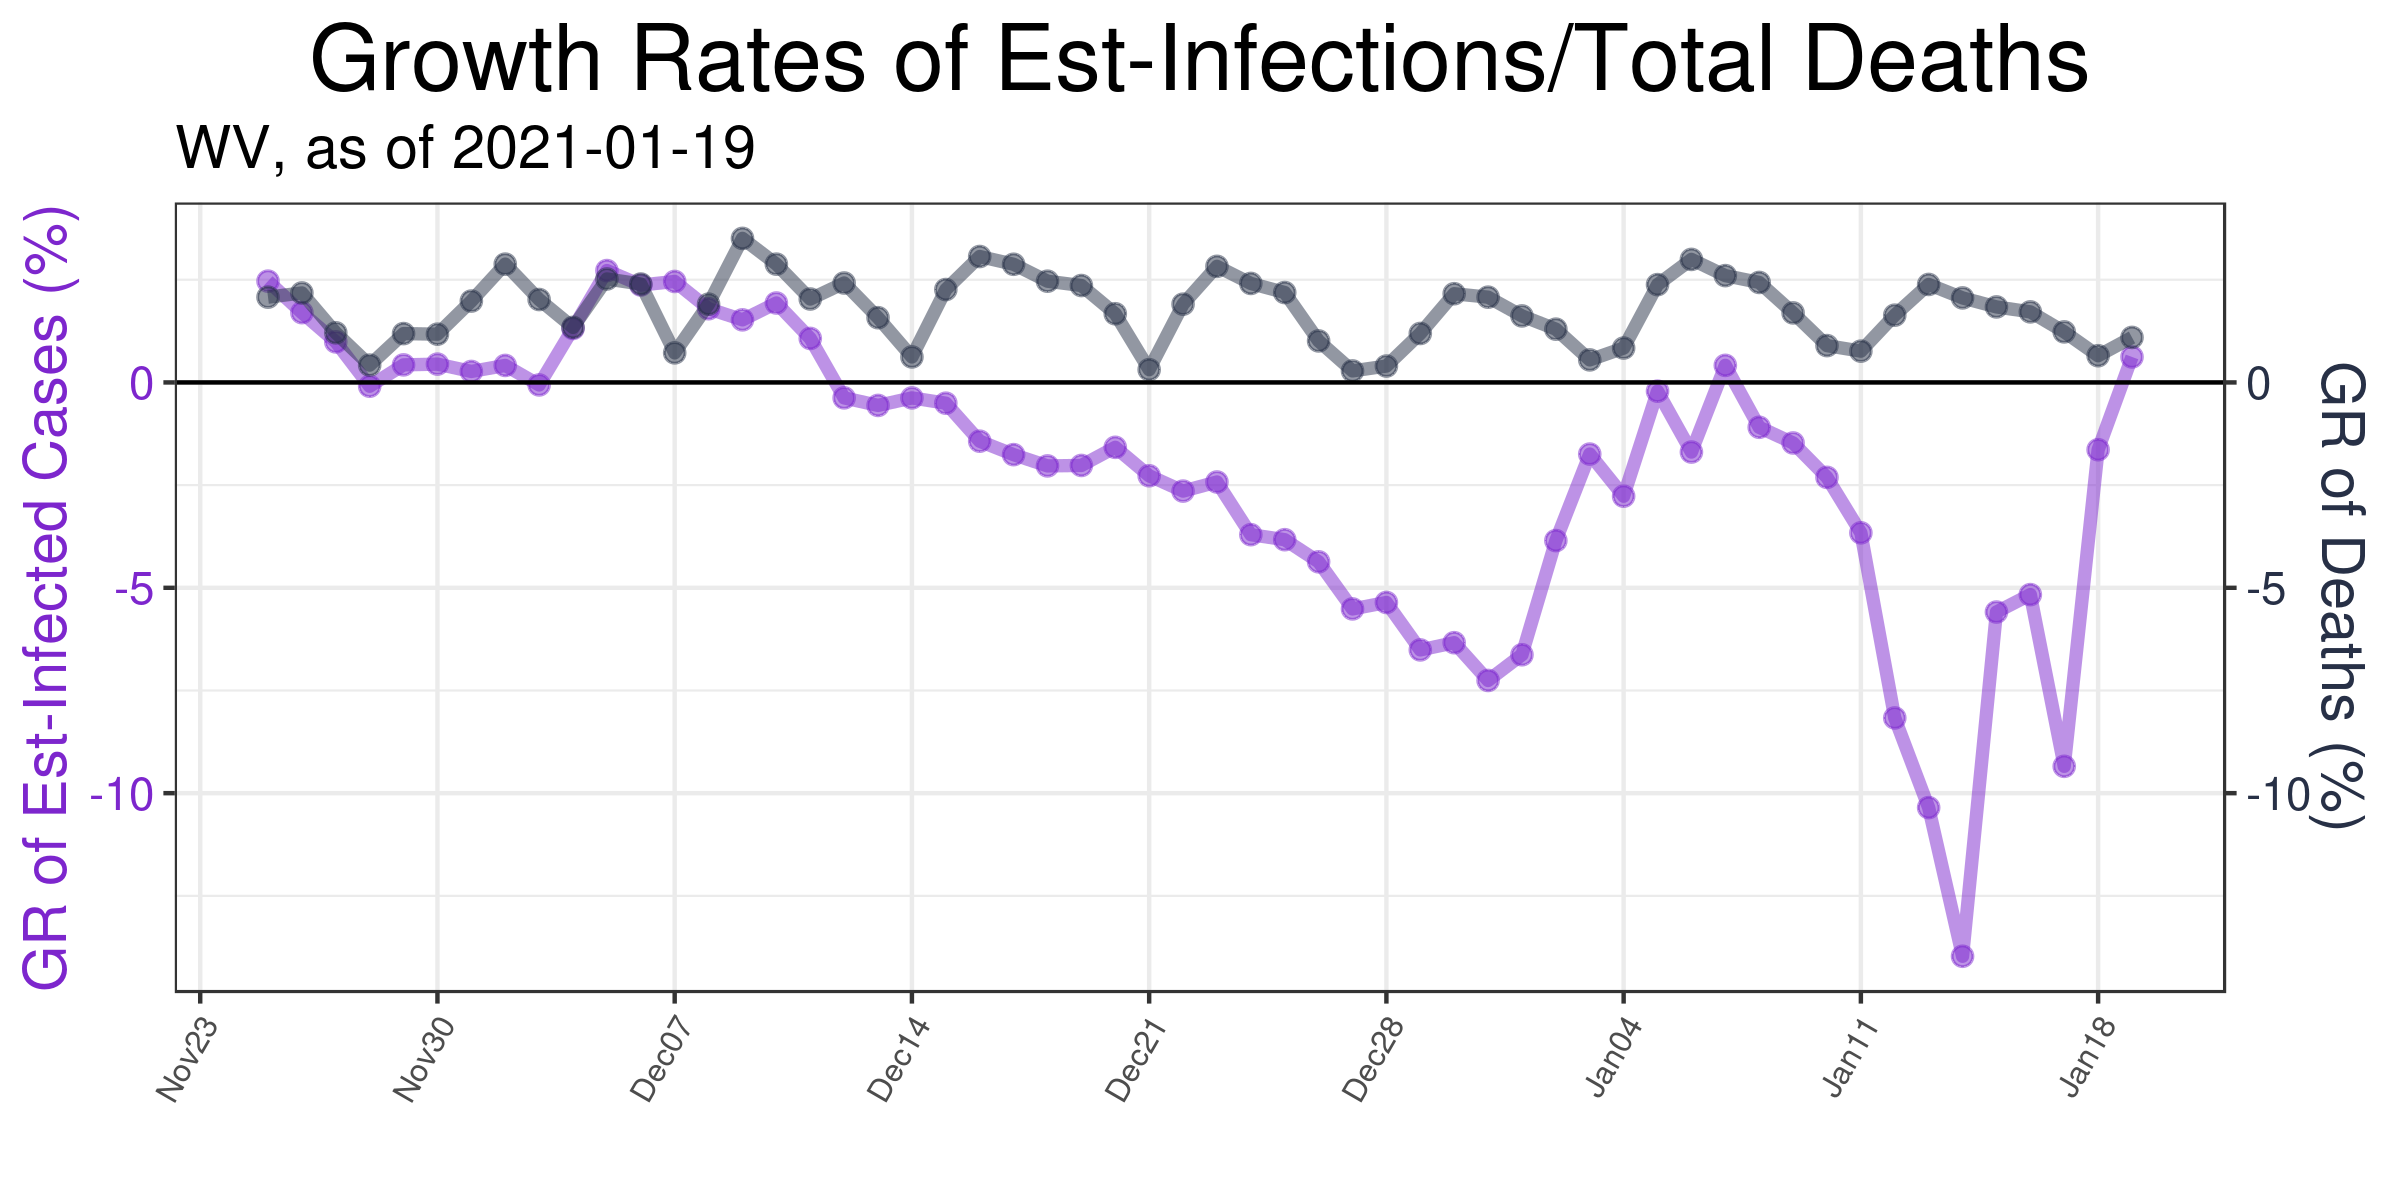 Growth Rates of Est-Infections/Total Deaths
WV, as of 2021-01-19
GR of Est-Infected Cases (%)
0
-5
-10
0
-5
-10
GR of Deaths (%)
Nov23
Nov30
Dec07
Dec14
Dec21
Dec28
Jan04
Jan11
Jan18